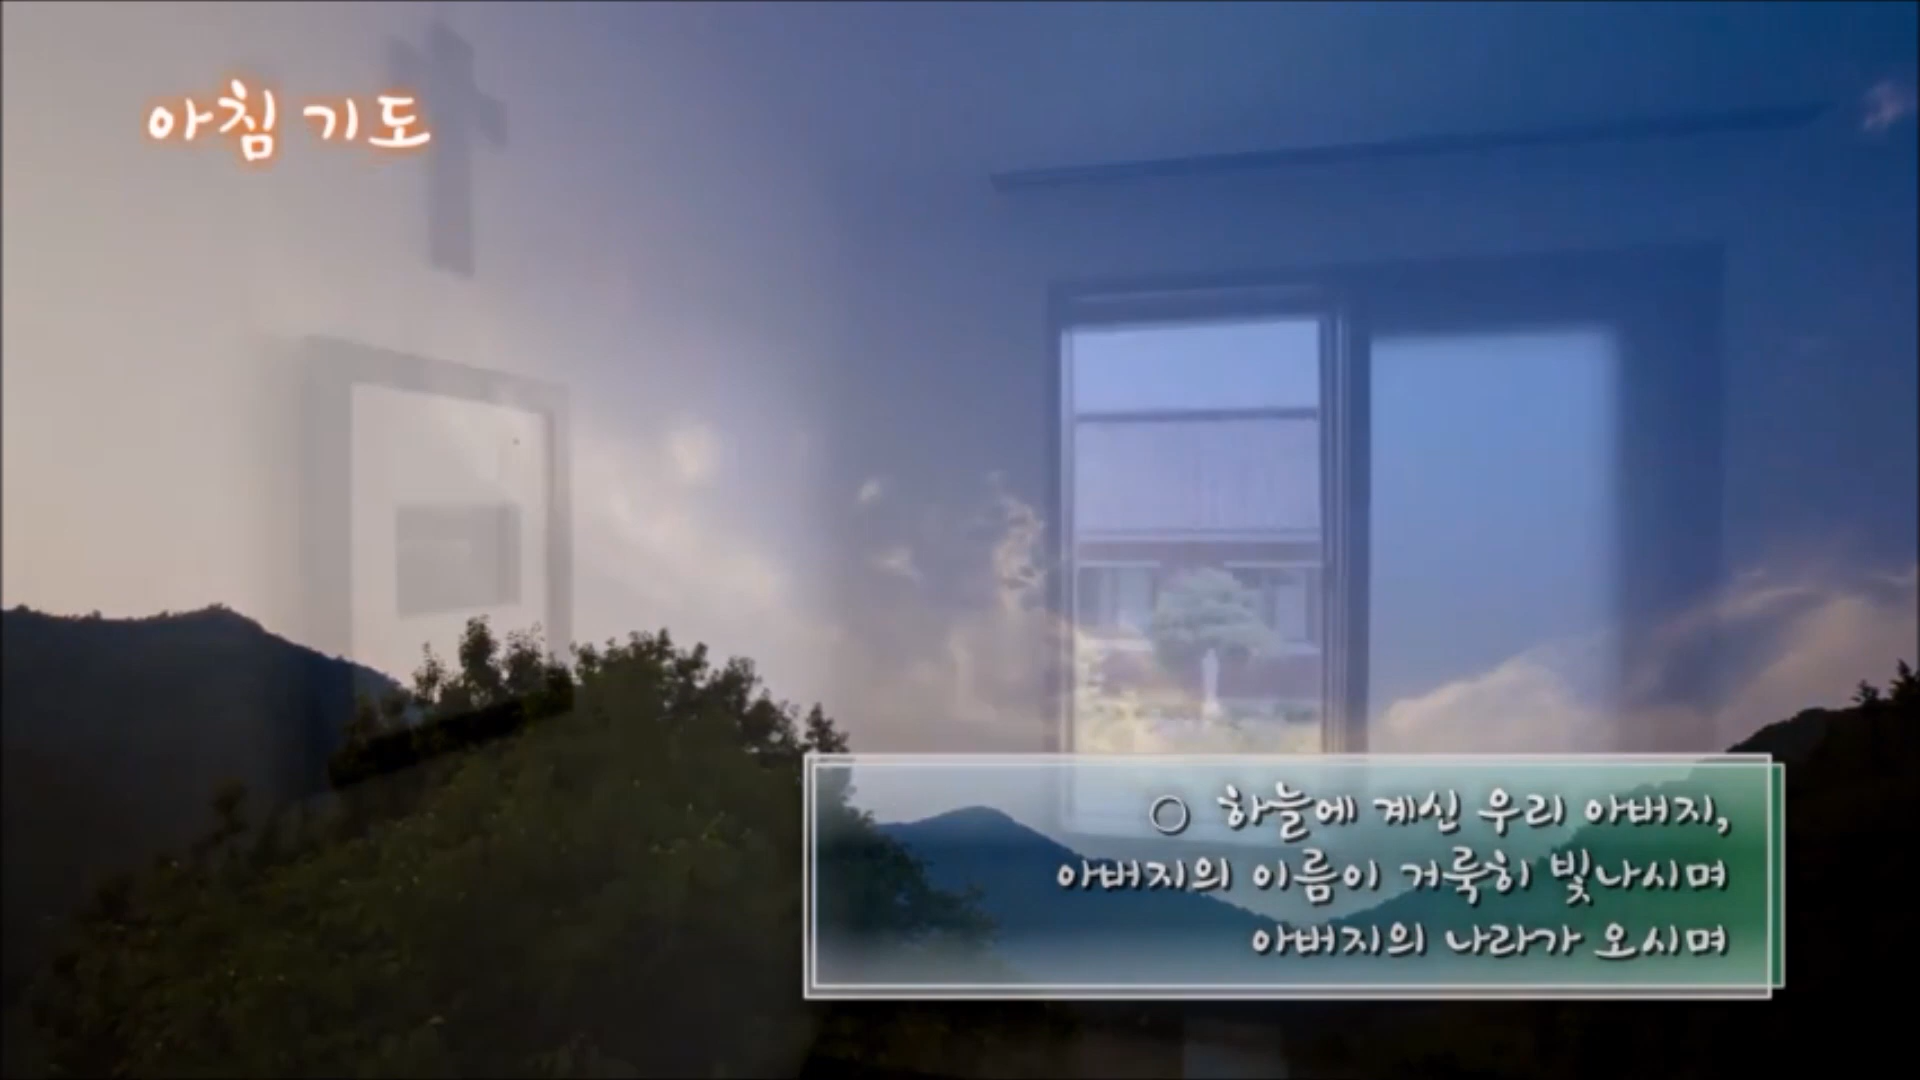 아침 기도
○ 하늘에 계신 우리 아버지,
아버지의 이름이 거룩히 빛나시며
아버지의 나라가 오시며